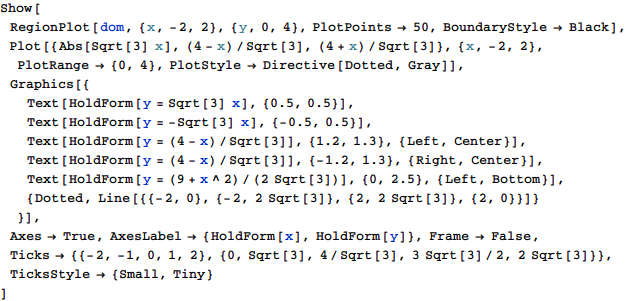 Show[
RegionPlot[dom, {x, -2, 2}, {y, 0, 4}, PlotPoints → 50, BoundaryStyle → Black],
Plot[{Abs[Sqrt[3] x], (4 - x) / Sqrt[3], (4 + x) / Sqrt[3]}, {x, -2, 2},
PlotRange → {0, 4}, PlotStyle → Directive[Dotted, Gray]],
Graphics[{
Text[HoldForm[y = Sqrt[3] x], {0.5, 0.5}],
Text[HoldForm[y = -Sqrt[3] x], {-0.5, 0.5}],
Text[HoldForm[y = (4 - x) / Sqrt[3]], {1.2, 1.3}, {Left, Center}],
Text[HoldForm[y = (4 - x) / Sqrt[3]], {-1.2, 1.3}, {Right, Center}],
Text[HoldForm[y = (9 + x ^ 2) / (2 Sqrt[3])], {0, 2.5}, {Left, Bottom}],
{Dotted, Line[{{-2, 0}, {-2, 2 Sqrt[3]}, {2, 2 Sqrt[3]}, {2, 0}}]}
}],
Axes → True, AxesLabel → {HoldForm[x], HoldForm[y]}, Frame → False,
Ticks → {{-2, -1, 0, 1, 2}, {0, Sqrt[3], 4 / Sqrt[3], 3 Sqrt[3] / 2, 2 Sqrt[3]}},
TicksStyle → {Small, Tiny}
]